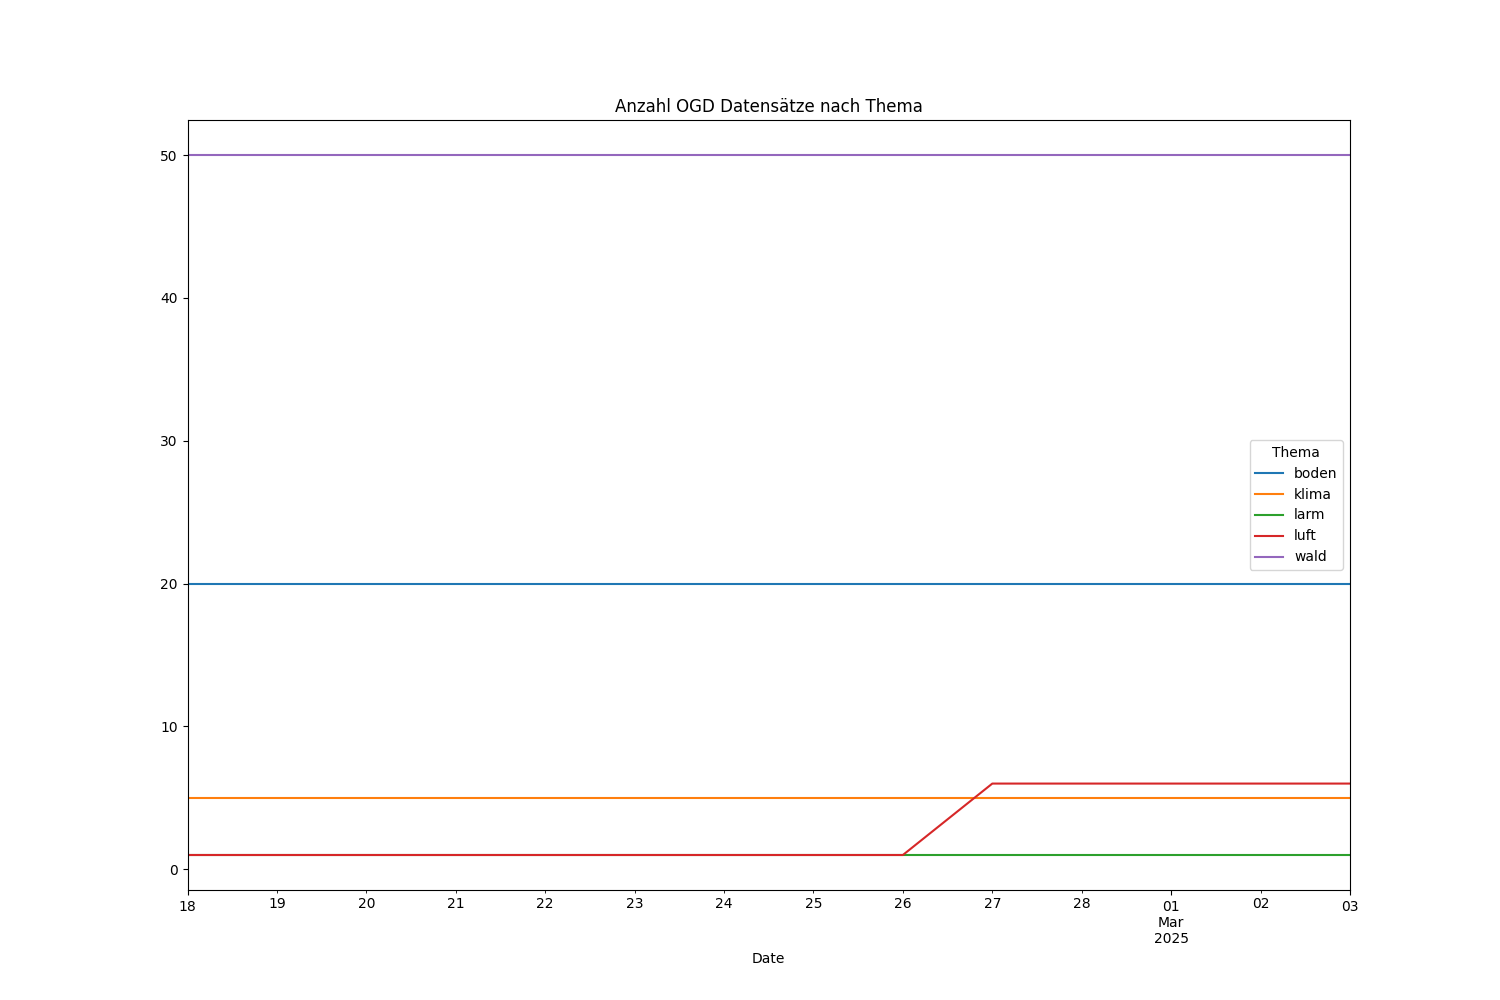 Anzahl OGD Datensätze nach Thema
50
40
30
20
10
0
Thema
boden
klima
larm
luft
wald
18 19 20 21 22 23 24 25 26 27 28 01 02 03
Mar
2025
Date